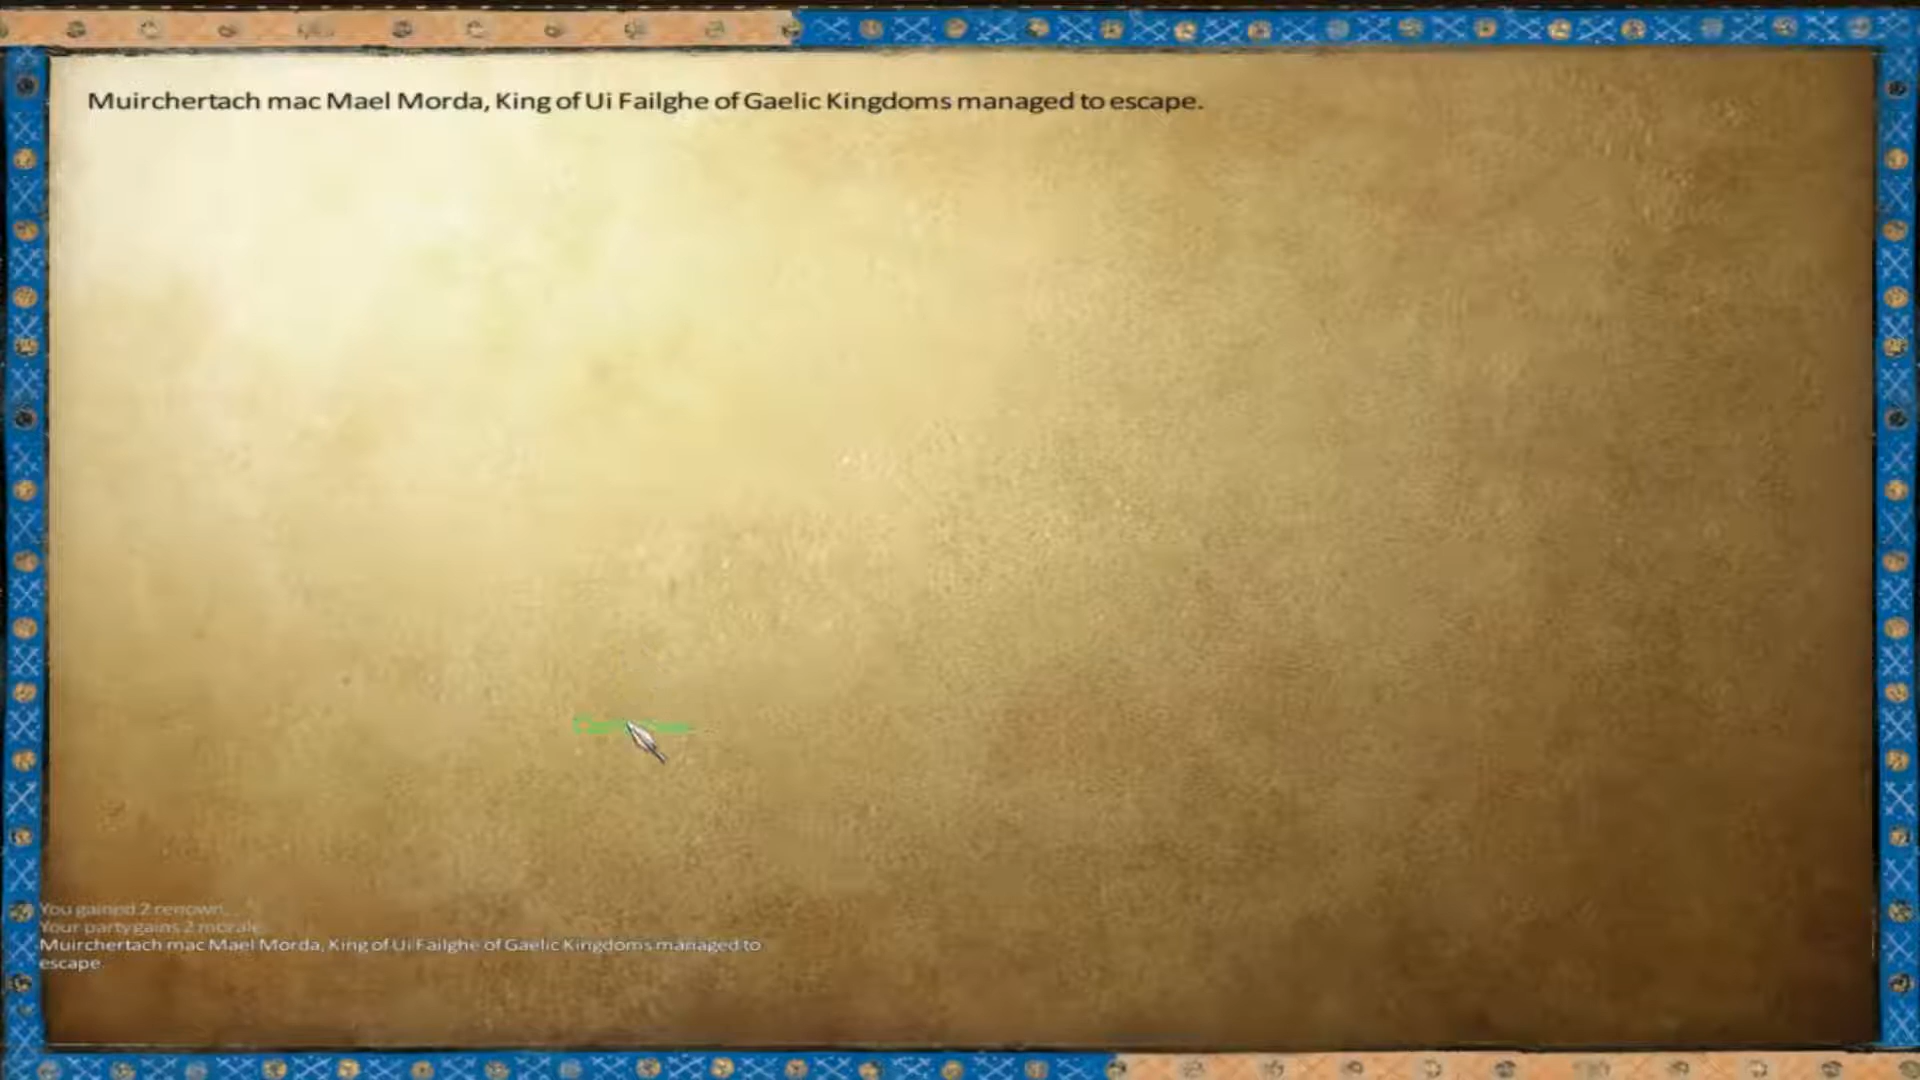 Muirchertach mac Mael Morda, King of Ui Failghe of Gaelic Kingdoms managed to escape.
You gained 2 renown.
Your party gains 2 morale.
Muirchertach mac Mael Morda, King of Ui Failghe of Gaelic Kingdoms managed to
escape.